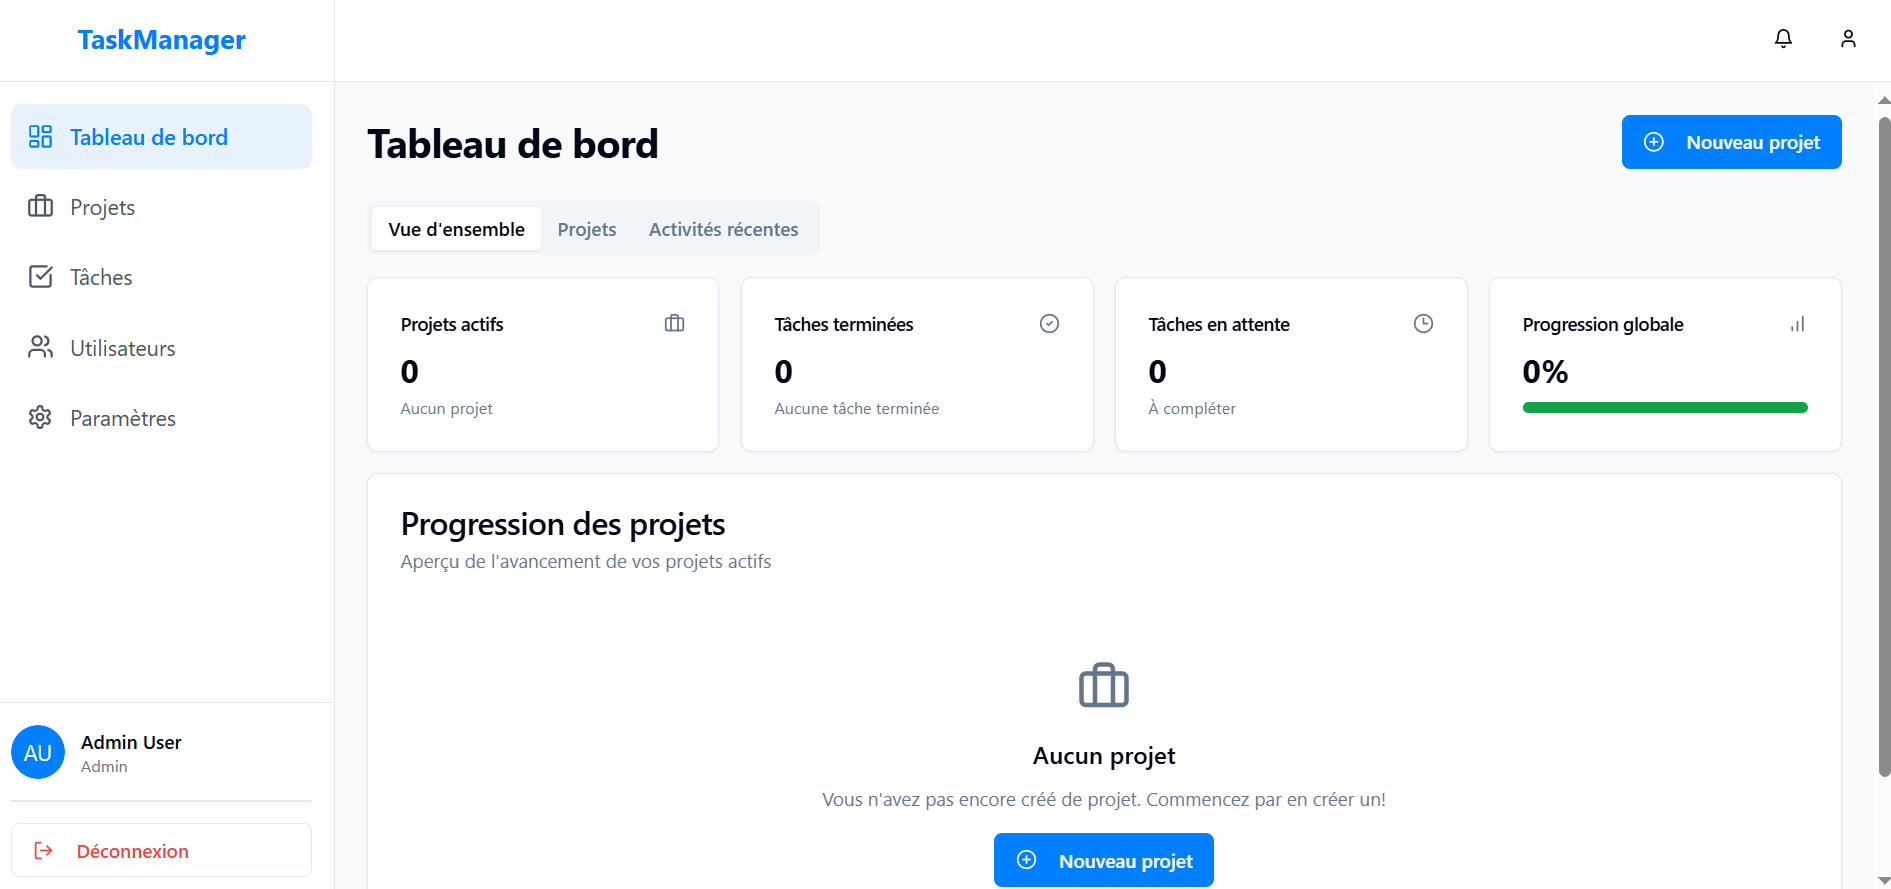 TaskManager
Tableau de bord
Projets
Tâches
Utilisateurs
Paramètres
AU
Admin User
Admin
Déconnexion
Tableau de bord
Nouveau projet
Vue d'ensemble Projets Activités récentes
Projets actifs
0
Aucun projet
Tâches terminées
0
Aucune tâche terminée
Tâches en attente
0
À compléter
Progression globale
0%
Progression des projets
Aperçu de l'avancement de vos projets actifs
Aucun projet
Vous n'avez pas encore créé de projet. Commencez par en créer un!
Nouveau projet